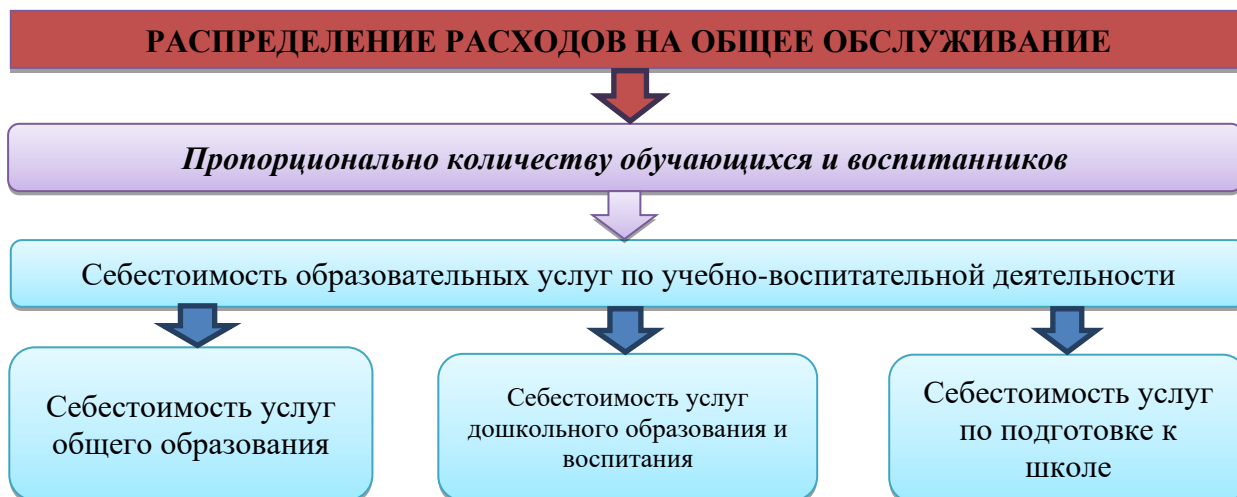 РАСПРЕДЕЛЕНИЕ РАСХОДОВ НА ОБЩЕЕ ОБСЛУЖИВАНИЕ
Пропорционально количеству обучающихся и воспитанников
Себестоимость образовательных услуг по учебно-воспитательной деятельности
Себестоимость услуг
общего образования
Себестоимость услуг
дошкольного образования и
воспитания
Себестоимость услуг
по подготовке к
школе